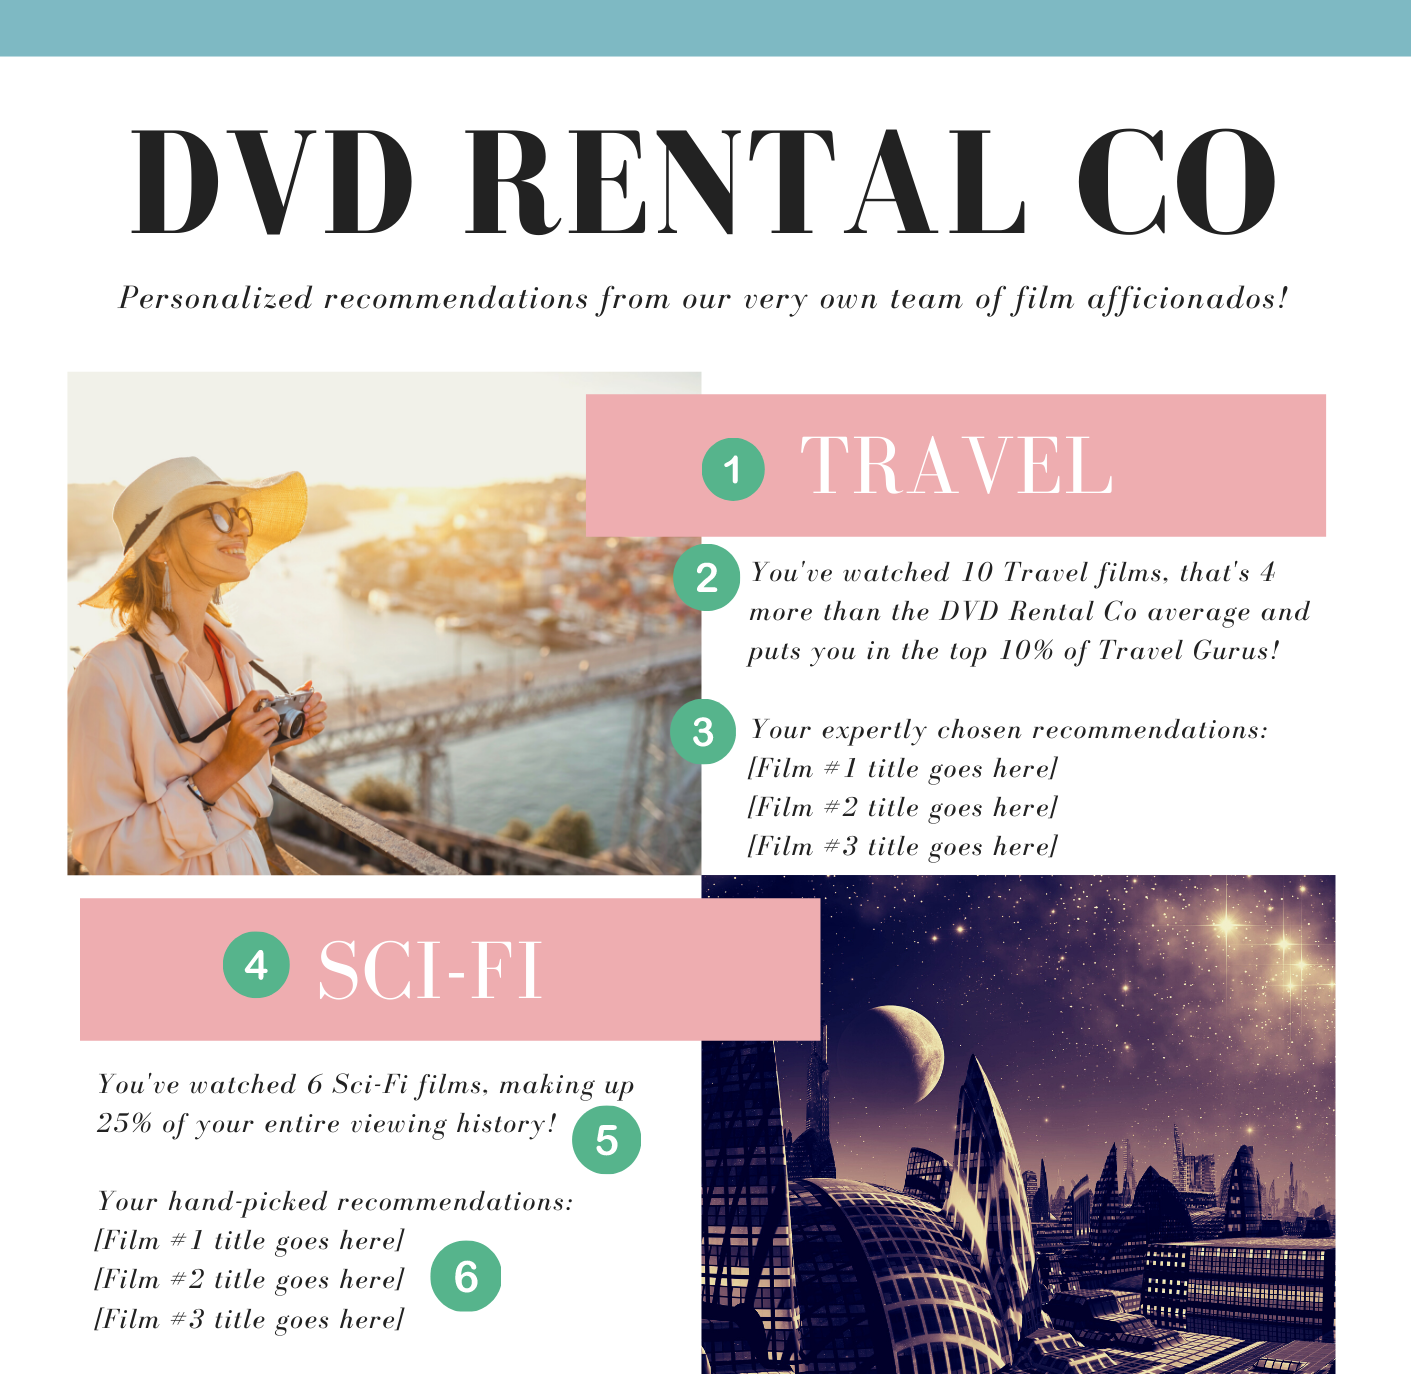 DVD RENTAL CO
Personalized recommendations from our very own team of film afficionados!
1 TRAVEL
2 You've watched 10 Travel films, that's 4
more than the DVD Rental Co average and
puts you in the top 10% of Travel Gurus!
3 Your expertly chosen recommendations:
[Film #1 title goes here]
[Film #2 title goes here]
[Film #3 title goes here]
4 SCI-FI
You've watched 6 Sci-Fi films, making up
25% of your entire viewing history!
5
Your hand-picked recommendations:
[Film #1 title goes here]
[Film #2 title goes here]
6
[Film #3 title goes here]